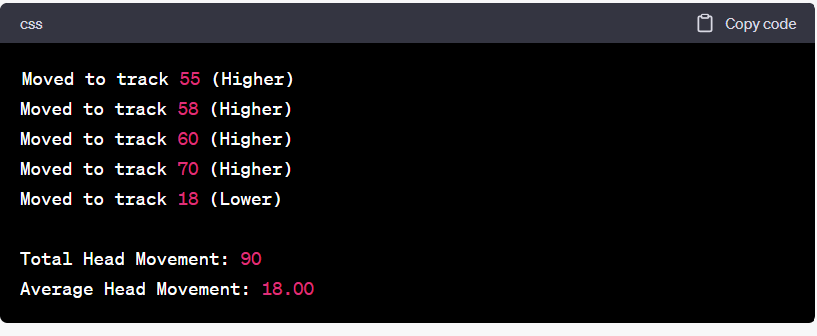 css
Copy code
Moved to track 55 (Higher)
Moved to track 58 (Higher)
Moved to track 60 (Higher)
Moved to track 70 (Higher)
Moved to track 18 (Lower)
Total Head Movement: 90
Average Head Movement: 18.00